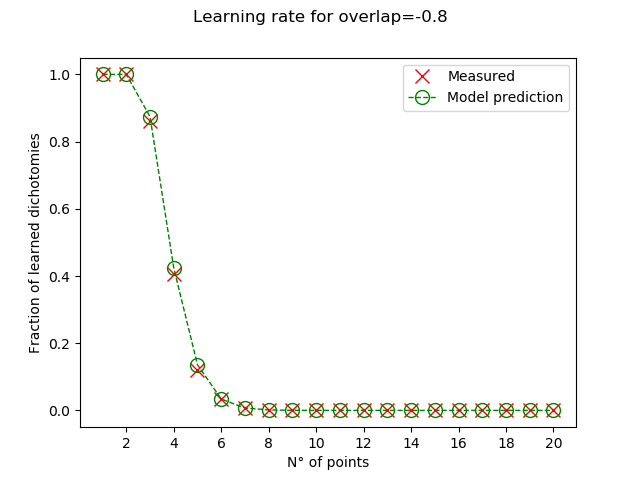 Learning rate for overlap=-0.8
Measured
Model prediction
Fraction of learned dichotomies
1.0
0.8
0.6
0.4
0.2
0.0
2 4 6 8 10 12 14 16 18 20
N° of points